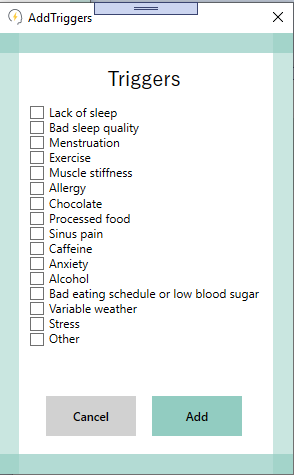 AddTriggers
Triggers
Lack of sleep
Bad sleep quality
Menstruation
Exercise
Muscle stiffness
Allergy
Chocolate
Processed food
Sinus pain
Caffeine
Anxiety
Alcohol
Bad eating schedule or low blood sugar
Variable weather
Stress
Other
Cancel Add